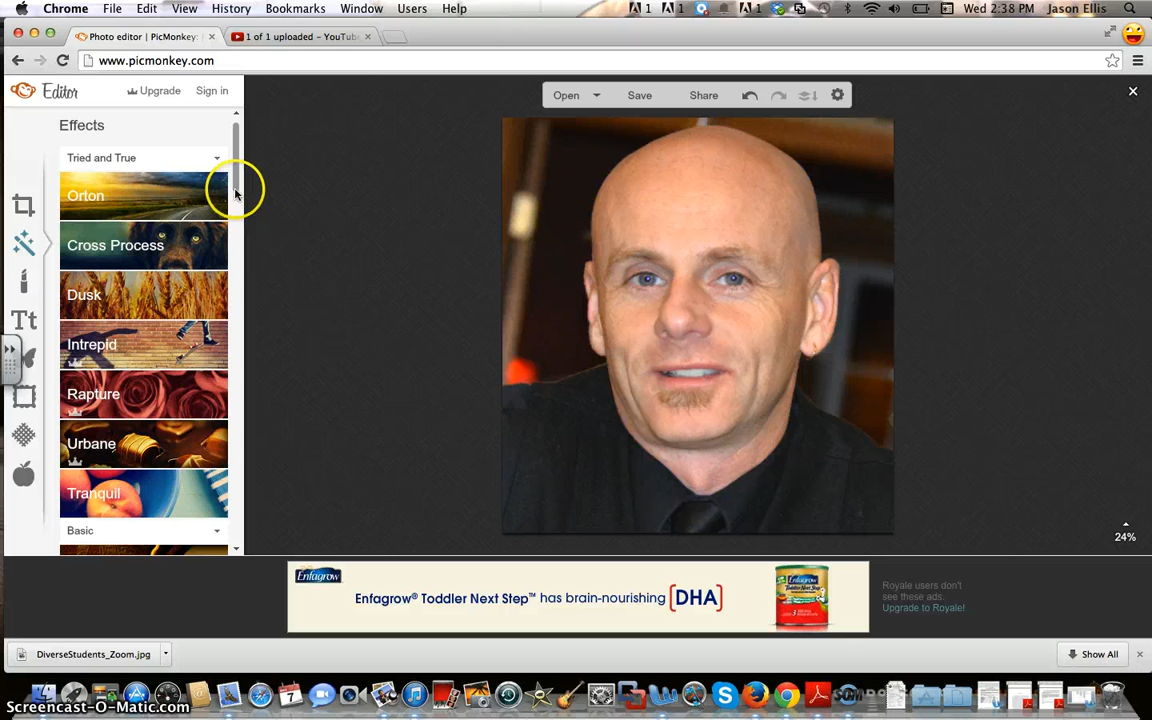 Chrome File Edit View History Bookmarks Window Users Help 1 1 Wed 2:38 PM Jason Ellis
Photo editor | PicMonkey: 1 of 1 uploaded – YouTube
www.picmonkey.com
Editor Upgrade Sign in
Open Save Share
Effects
Tried and True
Orton
Cross Process
Dusk
Intrepid
Rapture
Urbane
Tranquil
Basic
Tt
24%
Enfagrow
Enfagrow® Toddler Next Step™ has brain-nourishing [DHA]
Royale users don't
see these ads.
Upgrade to Royale!
DiverseStudents_Zoom.jpg Show All
Screencast-O-Matic.com